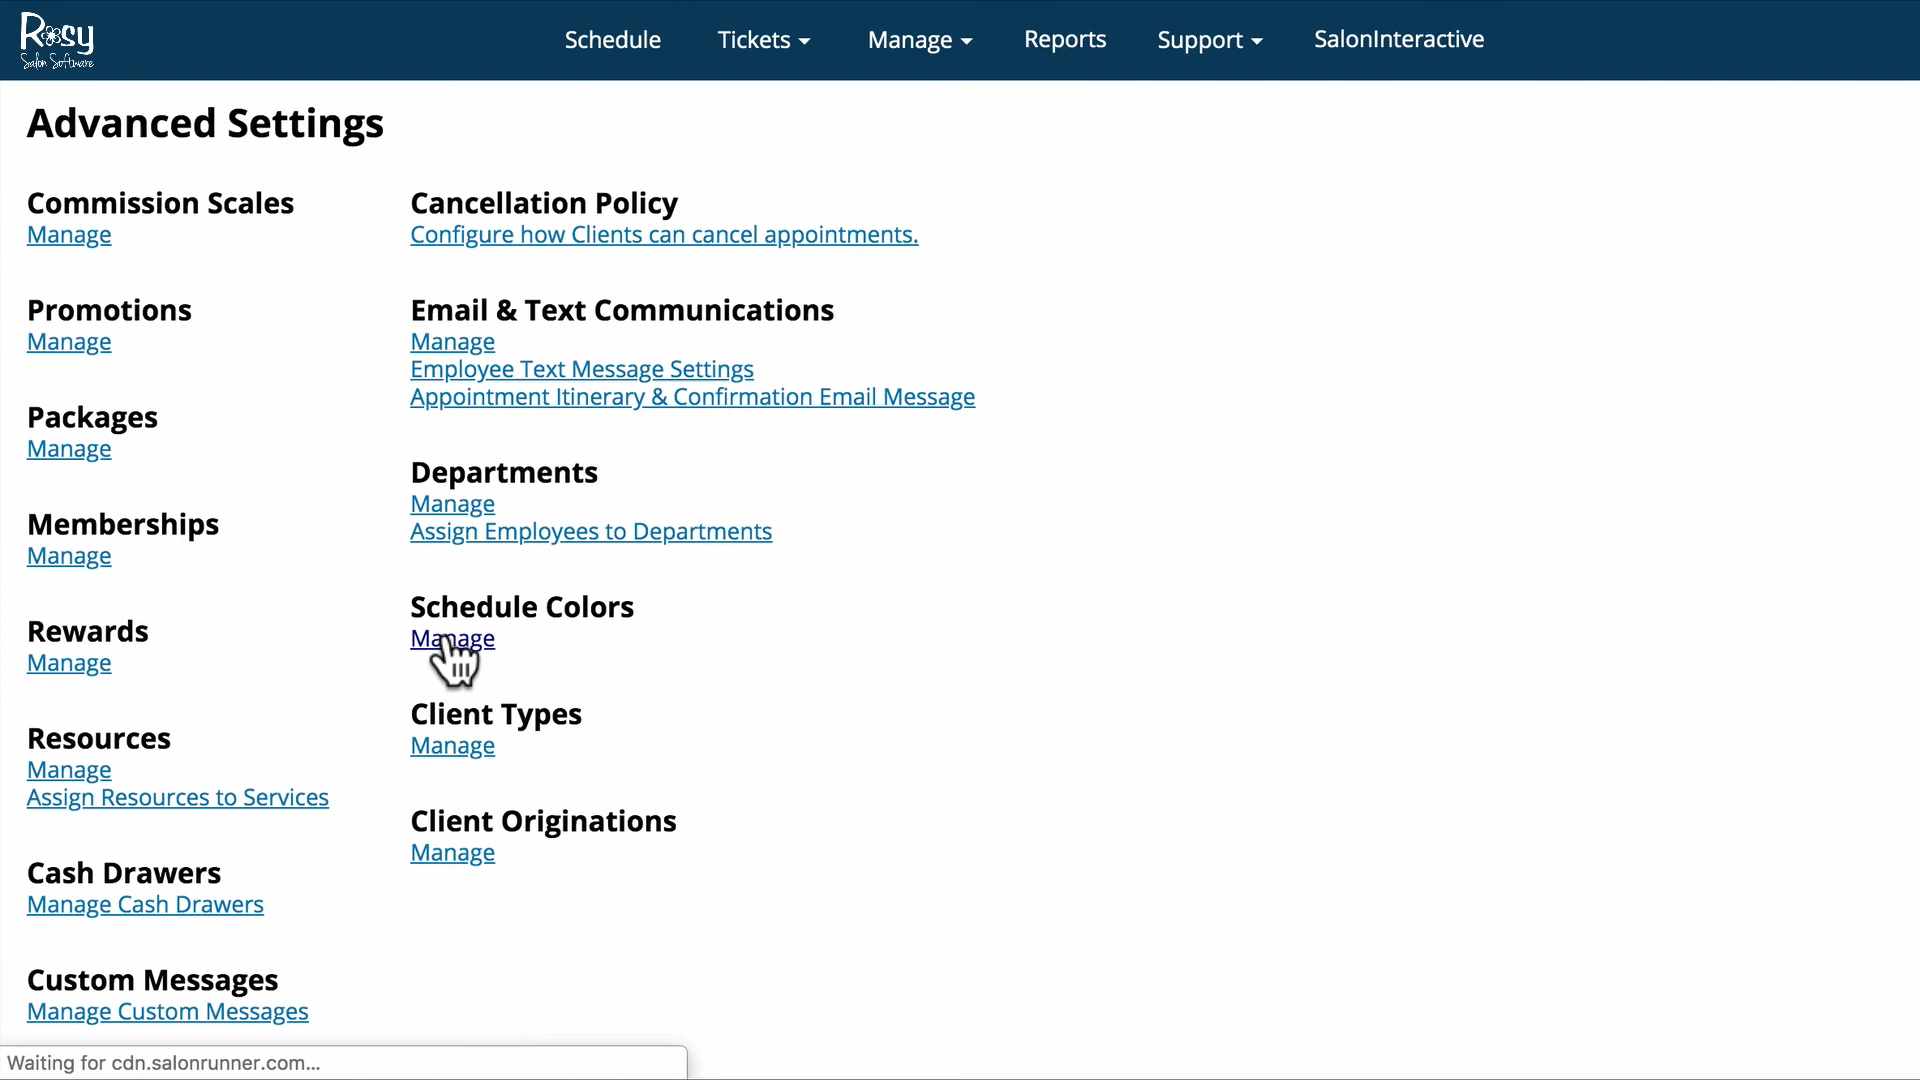 Rosy
Salon Software
Schedule
Tickets
Manage
Reports
Support
SalonInteractive
Advanced Settings
Commission Scales
Manage
Promotions
Manage
Packages
Manage
Memberships
Manage
Rewards
Manage
Resources
Manage
Assign Resources to Services
Cash Drawers
Manage Cash Drawers
Custom Messages
Manage Custom Messages
Cancellation Policy
Configure how Clients can cancel appointments.
Email & Text Communications
Manage
Employee Text Message Settings
Appointment Itinerary & Confirmation Email Message
Departments
Manage
Assign Employees to Departments
Schedule Colors
Manage
Client Types
Manage
Client Originations
Manage
Waiting for cdn.salonrunner.com...